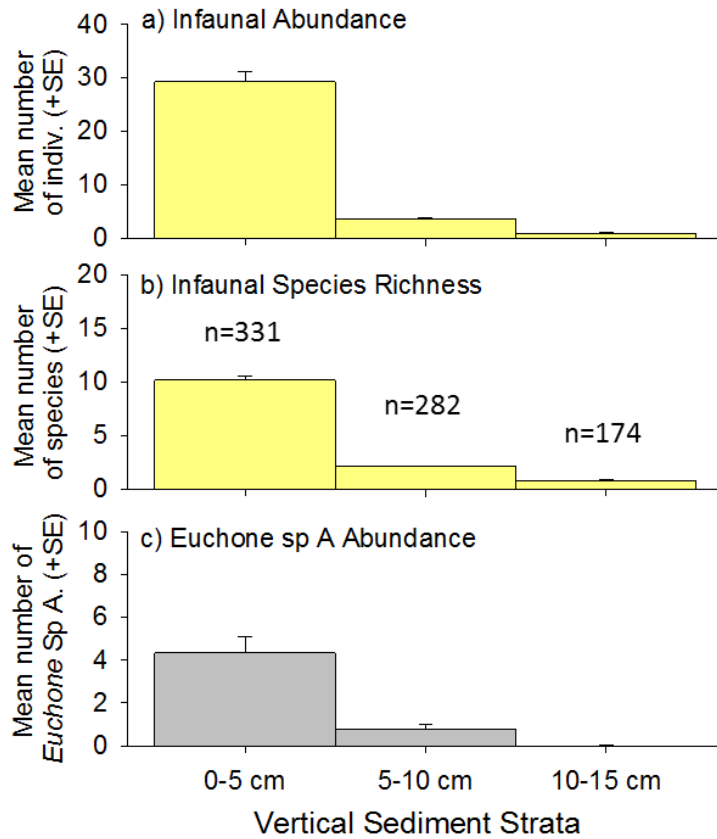 a) Infaunal Abundance
Mean number
of indiv. (+SE)
40
30
20
10
0
b) Infaunal Species Richness
Mean number
of species (+SE)
20
15
10
5
0
n=331
n=282
n=174
c) Euchone sp A Abundance
Mean number of
Euchone Sp A. (+SE)
10
8
6
4
2
0
0-5 cm
5-10 cm
10-15 cm
Vertical Sediment Strata